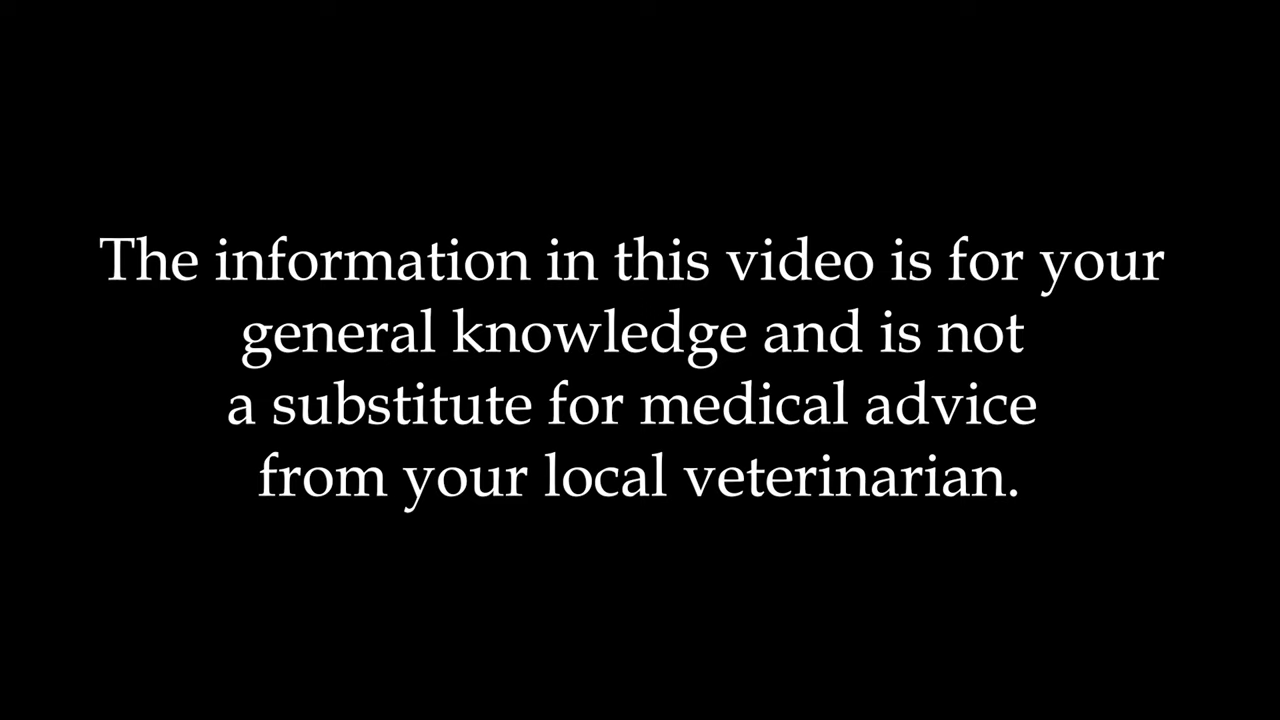 The information in this video is for your
general knowledge and is not
a substitute for medical advice
from your local veterinarian.